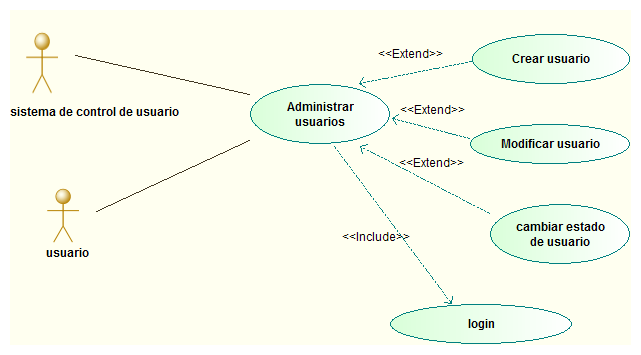 <<Extend>>
Crear usuario
sistema de control de usuario
Administrar
usuarios
<<Extend>>
Modificar usuario
<<Extend>>
usuario
cambiar estado
de usuario
<<Include>>
login